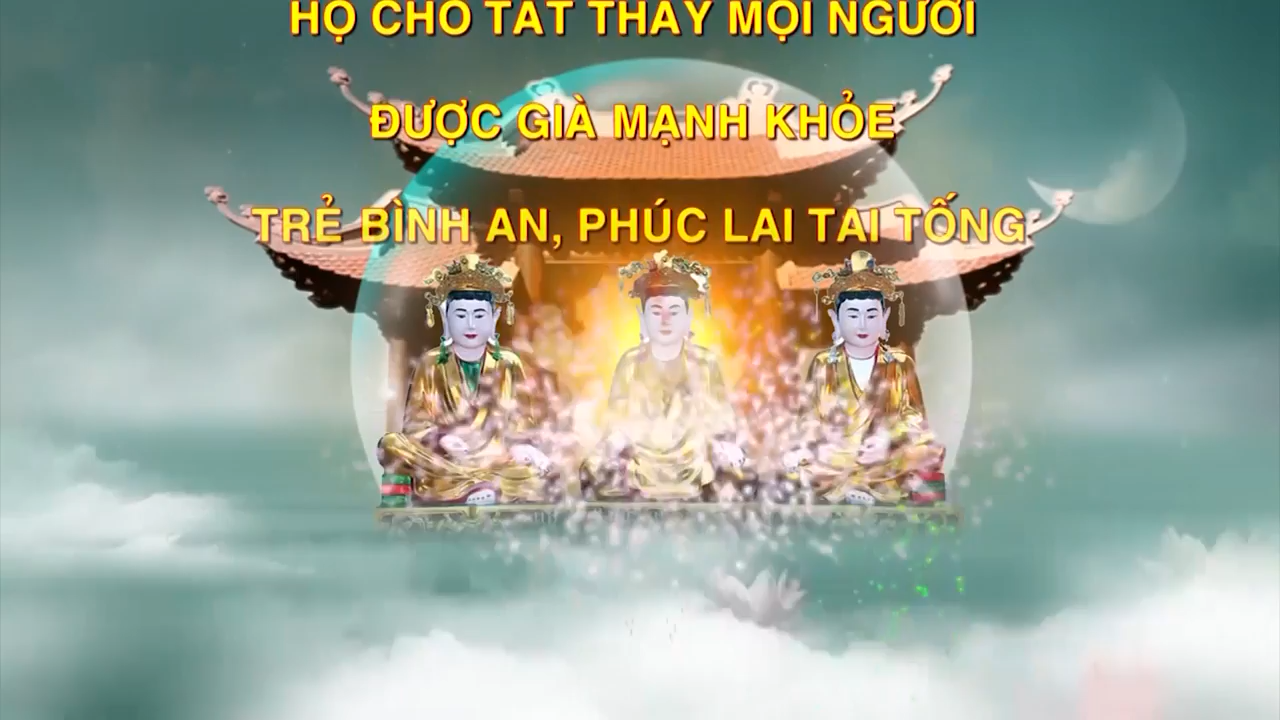 HỘ CHO TẤT THẢY MỌI NGƯỜI
ĐƯỢC GIÀ MẠNH KHỎE
TRẺ BÌNH AN, PHÚC LAI TAI TỐNG